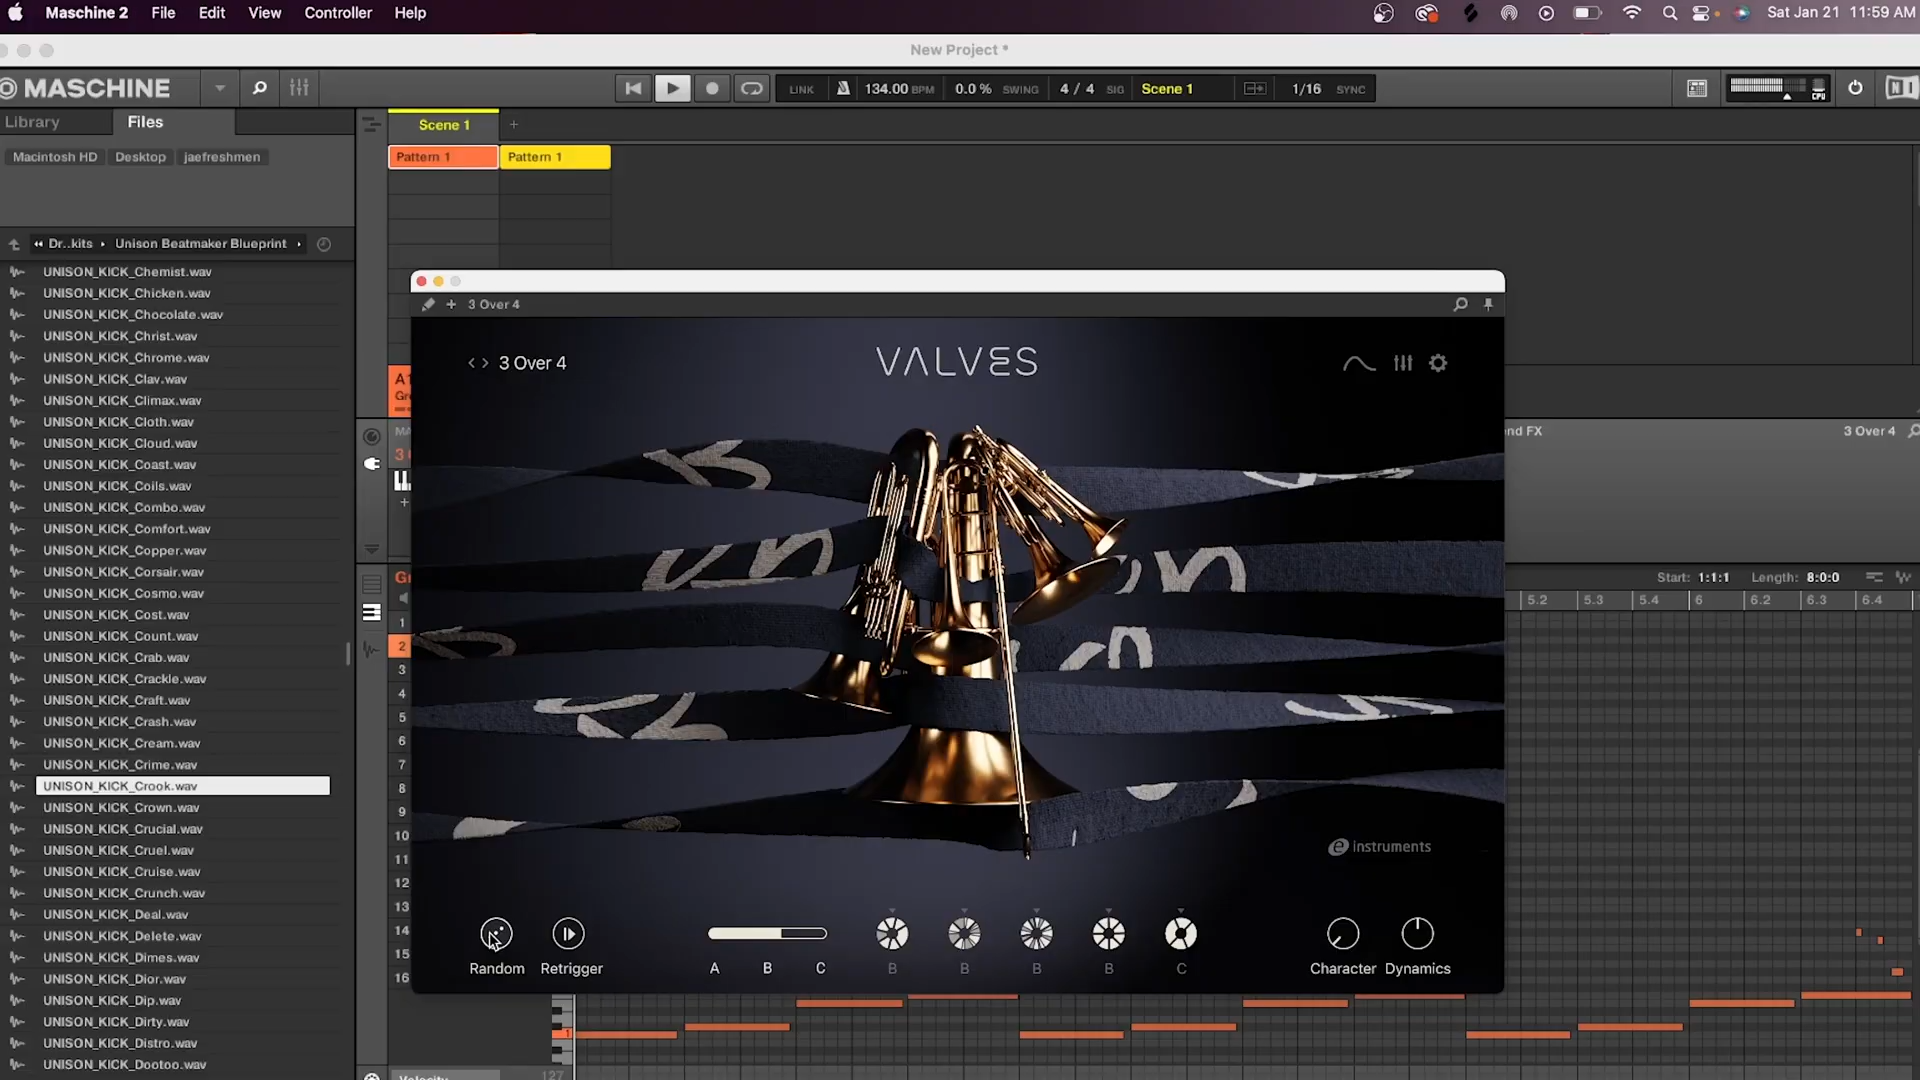 Maschine 2 File Edit View Controller Help Sat Jan 21 11:59 AM
New Project *
MASCHINE LINK 134.00 BPM 0.0 % SWING 4 / 4 SIG Scene 1 1/16 SYNC CPU
Library Files Scene 1 +
Macintosh HD Desktop jaefreshmen Pattern 1 Pattern 1
Dr..kits Unison Beatmaker Blueprint
UNISON_KICK_Chemist.wav
UNISON_KICK_Chicken.wav
UNISON_KICK_Chocolate.wav
UNISON_KICK_Christ.wav
UNISON_KICK_Chrome.wav
UNISON_KICK_Clav.wav
UNISON_KICK_Climax.wav
UNISON_KICK_Cloth.wav
UNISON_KICK_Cloud.wav
UNISON_KICK_Coast.wav
UNISON_KICK_Coils.wav
UNISON_KICK_Combo.wav
UNISON_KICK_Comfort.wav
UNISON_KICK_Copper.wav
UNISON_KICK_Corsair.wav
UNISON_KICK_Cosmo.wav
UNISON_KICK_Cost.wav
UNISON_KICK_Count.wav
UNISON_KICK_Crab.wav
UNISON_KICK_Crackle.wav
UNISON_KICK_Craft.wav
UNISON_KICK_Crash.wav
UNISON_KICK_Cream.wav
UNISON_KICK_Crime.wav
UNISON_KICK_Crook.wav
UNISON_KICK_Crown.wav
UNISON_KICK_Crucial.wav
UNISON_KICK_Cruel.wav
UNISON_KICK_Cruise.wav
UNISON_KICK_Crunch.wav
UNISON_KICK_Deal.wav
UNISON_KICK_Delete.wav
UNISON_KICK_Dimes.wav
UNISON_KICK_Dior.wav
UNISON_KICK_Dip.wav
UNISON_KICK_Dirty.wav
UNISON_KICK_Distro.wav
UNISON_KICK_Dootoo.wav
3 Over 4
3 Over 4 VALVES
e instruments
Random Retrigger A B C B B B B C Character Dynamics
nd FX 3 Over 4
Start: 1:1:1 Length: 8:0:0
5.2 5.3 5.4 6 6.2 6.3 6.4
1
2
3
4
5
6
7
8
9
10
11
12
13
14
15
16
Velocity 127